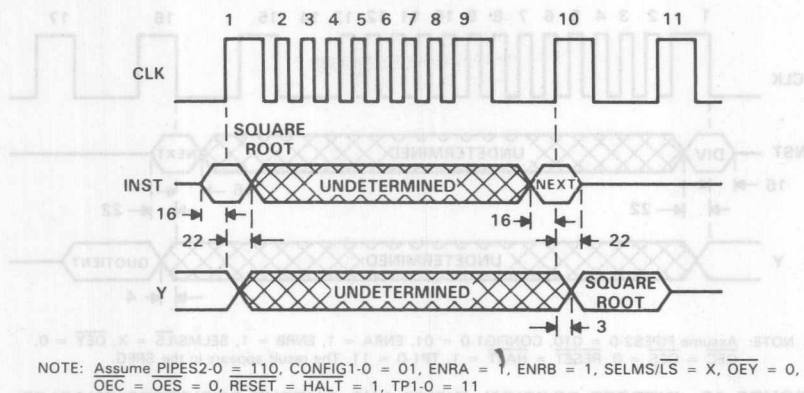 1 2 3 4 5 6 7 8 9 10 11
CLK
SQUARE
ROOT
INST
UNDETERMINED
NEXT
16
16
22
22
Y
UNDETERMINED
SQUARE
ROOT
3
NOTE: Assume PIPES2-0 = 110, CONFIG1-0 = 01, ENRA = 1, ENRB = 1, SELMS/LS = X, OEY = 0,
OEC = OES = 0, RESET = HALT = 1, TP1-0 = 11